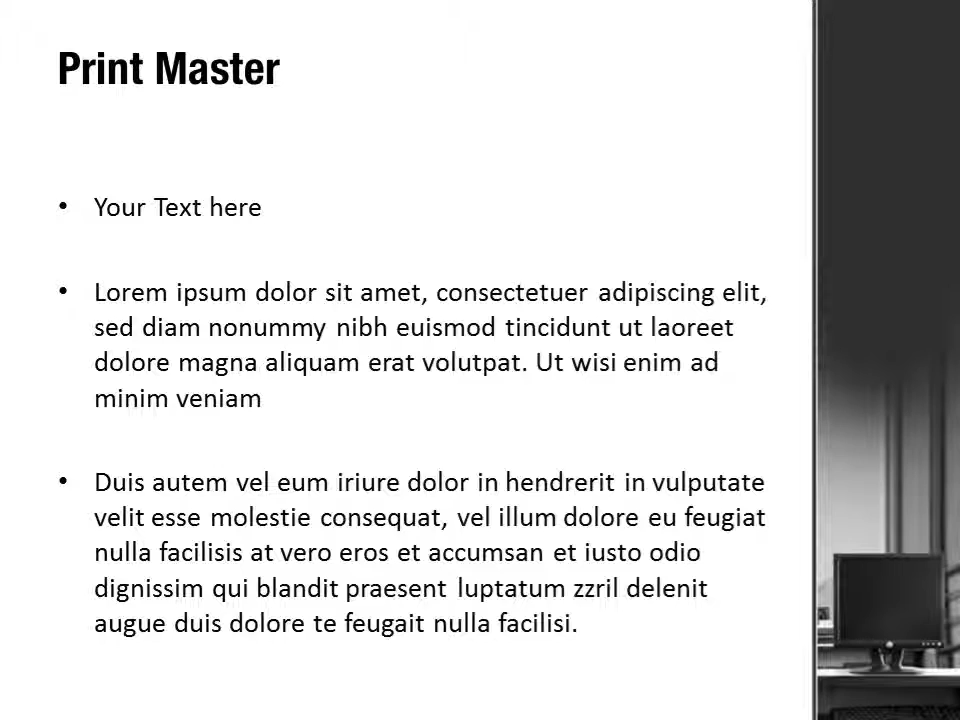 Print Master
• Your Text here
• Lorem ipsum dolor sit amet, consectetuer adipiscing elit,
sed diam nonummy nibh euismod tincidunt ut laoreet
dolore magna aliquam erat volutpat. Ut wisi enim ad
minim veniam
• Duis autem vel eum iriure dolor in hendrerit in vulputate
velit esse molestie consequat, vel illum dolore eu feugiat
nulla facilisis at vero eros et accumsan et iusto odio
dignissim qui blandit praesent luptatum zzril delenit
augue duis dolore te feugait nulla facilisi.